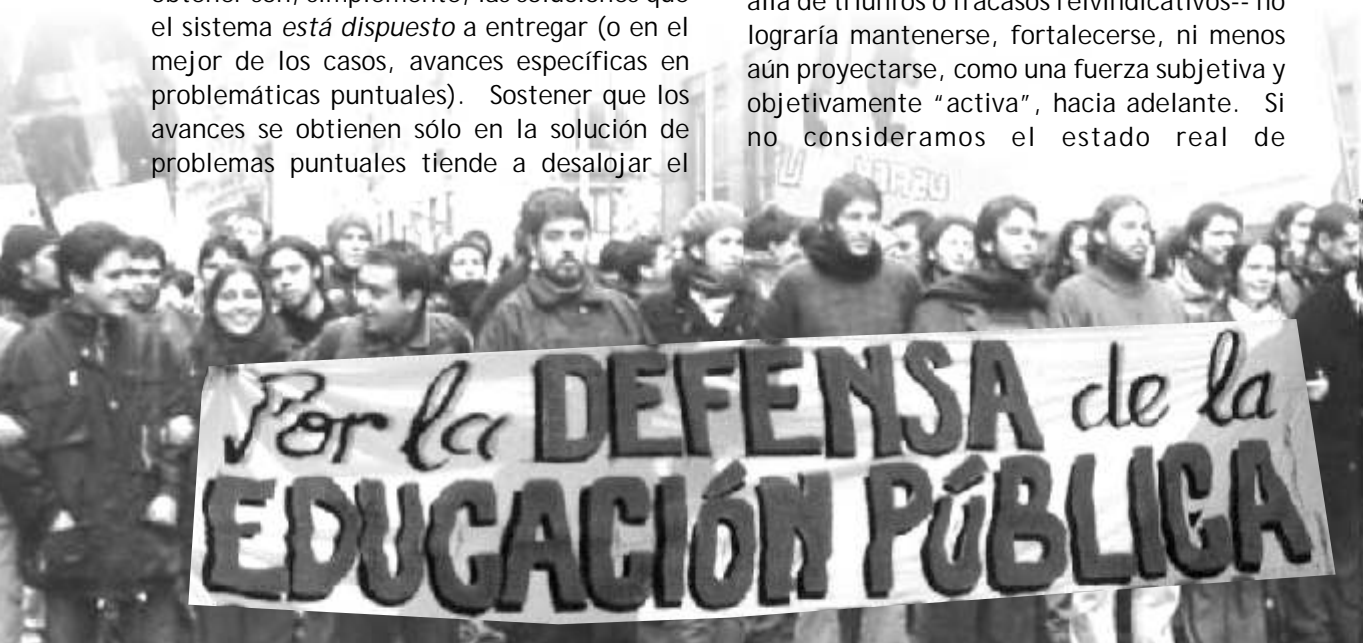 obtener son, simplemente, las soluciones que
el sistema está dispuesto a entregar (o en el
mejor de los casos, avances específicas en
problemáticas puntuales). Sostener que los
avances se obtienen sólo en la solución de
problemas puntuales tiende a desalojar el
allá de triunfos o fracasos reivindicativos-- no
lograría mantenerse, fortalecerse, ni menos
aún proyectarse, como una fuerza subjetiva y
objetivamente “activa”, hacia adelante. Si
no consideramos el estado real de
Por la DEFENSA de la
EDUCACIÓN PÚBLICA